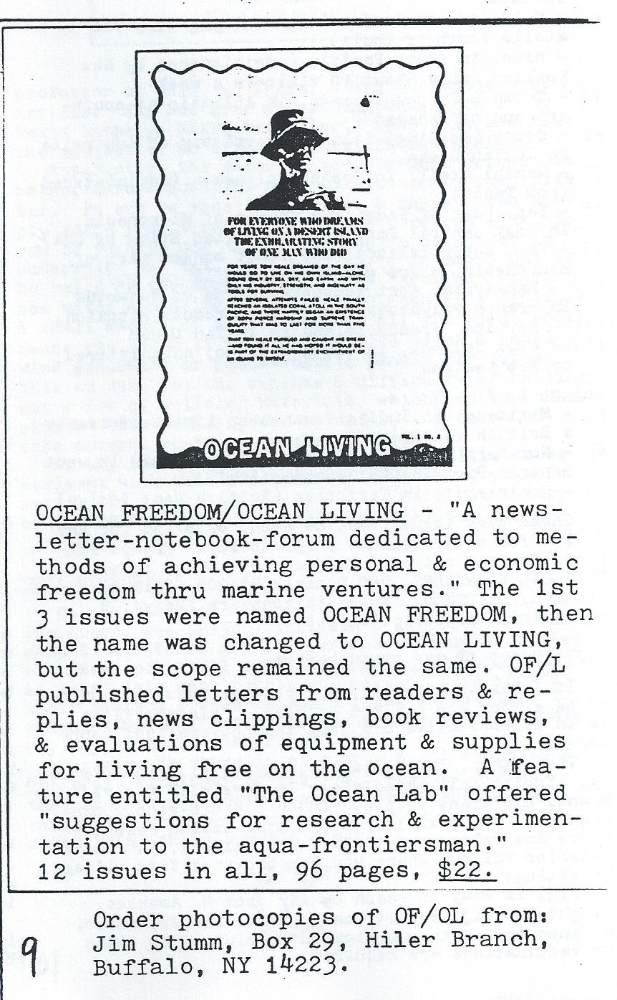 FOR EVERYONE WHO DREAMS
OF LIVING ON A DESERT ISLAND
THE EXHILARATING STORY
OF ONE MAN WHO DID
FOR YEARS TOM NEALE DREAMED OF THE DAY HE
WOULD GO TO LIVE ON HIS OWN ISLAND—ALONE,
BOUND ONLY BY SEA, SKY, AND EARTH AND WITH
ONLY HIS INDUSTRY, STRENGTH, AND INGENUITY AS
TOOLS FOR SURVIVAL.
AFTER SEVERAL ATTEMPTS FAILED, NEALE FINALLY
REACHED AN ISOLATED CORAL ATOLL IN THE SOUTH
PACIFIC, AND THERE HAPPILY BEGAN AN EXISTENCE
OF BOTH FIERCE HARDSHIP AND SUPREME TRAN-
QUILITY THAT WAS TO LAST FOR MORE THAN FIVE
YEARS.
THAT TOM NEALE PURSUED AND CAUGHT HIS DREAM
—AND FOUND IT ALL HE HAD HOPED IT WOULD BE—
IS PART OF THE EXTRAORDINARY ENCHANTMENT OF
AN ISLAND TO MYSELF.
OCEAN LIVING VOL. 1 NO.
OCEAN FREEDOM/OCEAN LIVING - "A news-
letter-notebook-forum dedicated to me-
thods of achieving personal & economic
freedom thru marine ventures." The 1st
3 issues were named OCEAN FREEDOM, then
the name was changed to OCEAN LIVING,
but the scope remained the same. OF/L
published letters from readers & re-
plies, news clippings, book reviews,
& evaluations of equipment & supplies
for living free on the ocean. A fea-
ture entitled "The Ocean Lab" offered
"suggestions for research & experimen-
tation to the aqua-frontiersman."
12 issues in all, 96 pages, $22.
Order photocopies of OF/OL from:
Jim Stumm, Box 29, Hiler Branch,
Buffalo, NY 14223.
9